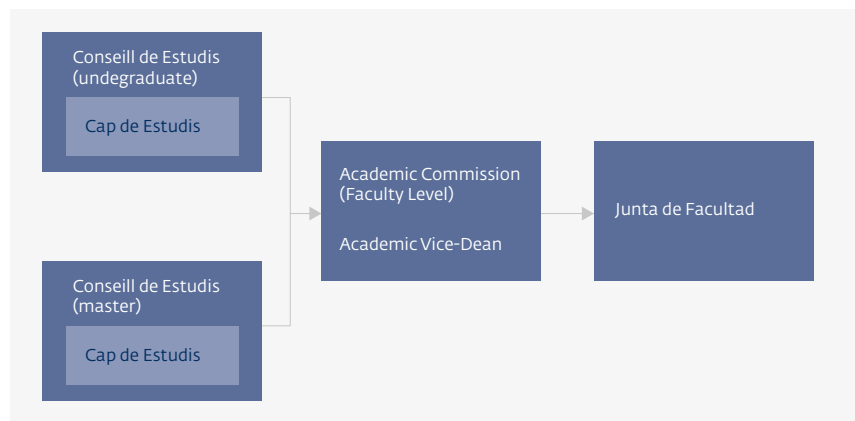 Conseill de Estudis
(undegraduate)
Cap de Estudis
Conseill de Estudis
(master)
Cap de Estudis
Academic Commission
(Faculty Level)
Academic Vice-Dean
Junta de Facultad